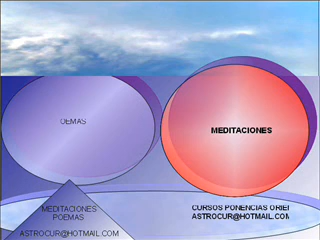 OEMAS
MEDITACIONES
MEDITACIONES
POEMAS
ASTROCUR@HOTMAIL.COM
CURSOS PONENCIAS ORIEI
ASTROCUR@HOTMAIL.COM